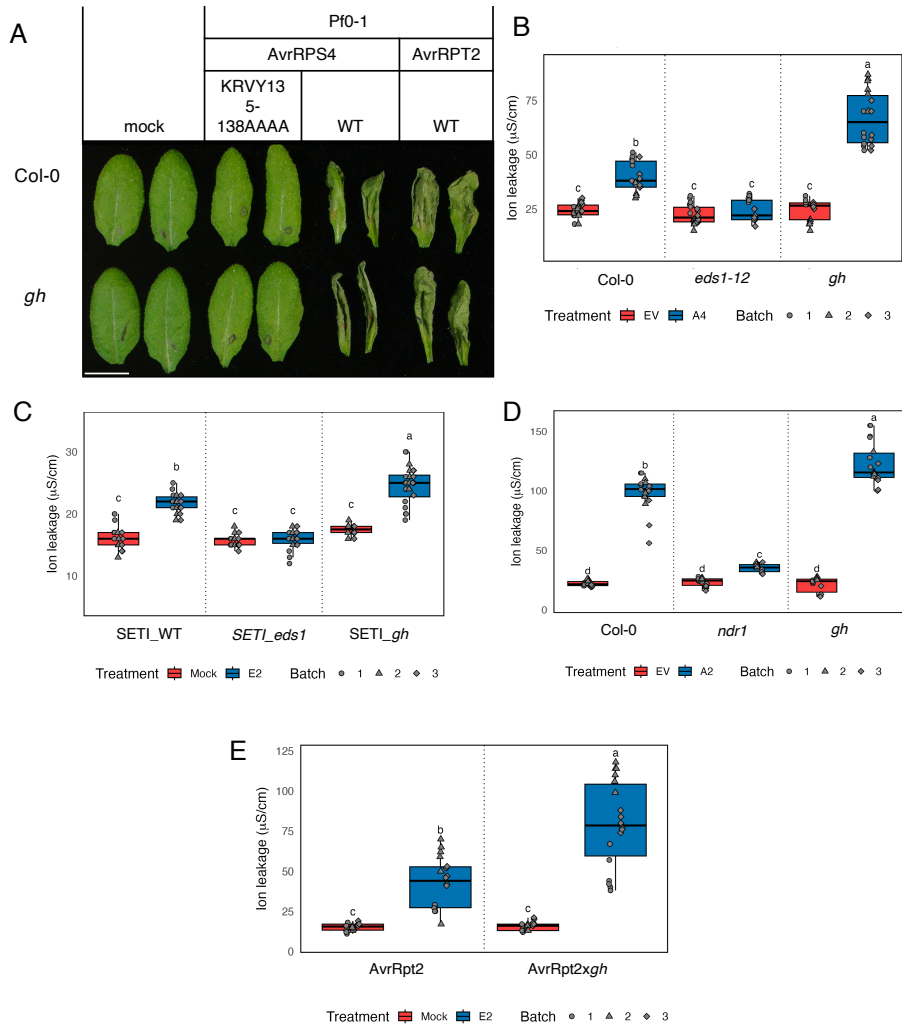 A
Pf0-1
AvrRPS4
AvrRPT2
mock
KRVY13
5-
138AAAA
WT
WT
Col-0
gh
B
Ion leakage (µS/cm)
75
50
25
c
b
c
c
c
a
Col-0
eds1-12
gh
Treatment EV A4 Batch 1 2 3
C
Ion leakage (µS/cm)
30
20
10
c
b
c
c
c
a
SETI_WT
SETI_eds1
SETI_gh
Treatment Mock E2 Batch 1 2 3
D
Ion leakage (µS/cm)
150
100
50
0
d
b
d
c
d
a
Col-0
ndr1
gh
Treatment EV A2 Batch 1 2 3
E
Ion leakage (µS/cm)
125
100
75
50
25
0
c
b
c
a
AvrRpt2
AvrRpt2xgh
Treatment Mock E2 Batch 1 2 3